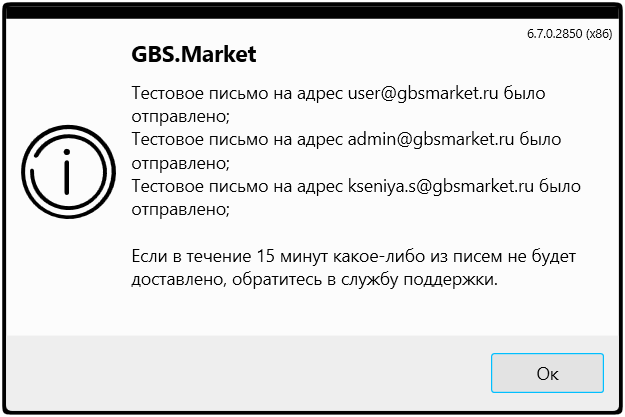 6.7.0.2850 (x86)
GBS.Market
Тестовое письмо на адрес user@gbsmarket.ru было
отправлено;
Тестовое письмо на адрес admin@gbsmarket.ru было
отправлено;
Тестовое письмо на адрес kseniya.s@gbsmarket.ru было
отправлено;
Если в течение 15 минут какое-либо из писем не будет
доставлено, обратитесь в службу поддержки.
Ок